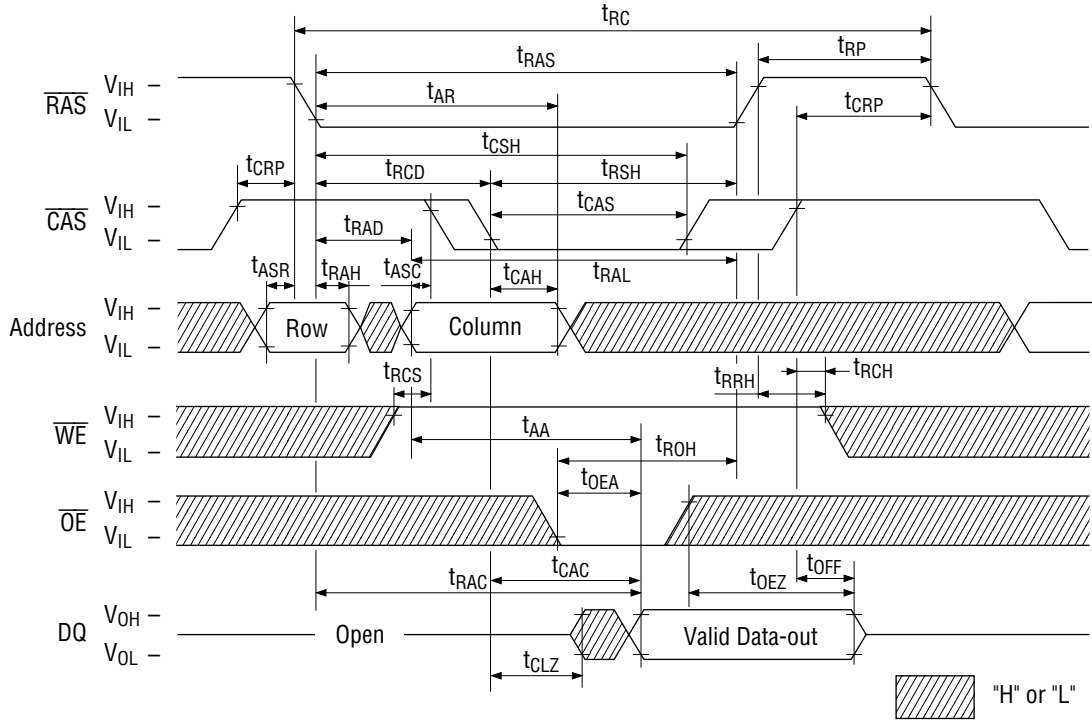 tRC
tRP
tRAS
tAR
tCRP
RAS
VIH –
VIL –
tCSH
tCRP
tRCD
tRSH
CAS
VIH –
VIL –
tCAS
tRAD
tRAL
tASR
tRAH
tASC
tCAH
Address
VIH –
VIL –
Row
Column
tRCS
tRRH
tRCH
WE
VIH –
VIL –
tAA
tROH
tOEA
OE
VIH –
VIL –
tRAC
tCAC
tOEZ
tOFF
DQ
VOH –
VOL –
Open
Valid Data-out
tCLZ
"H" or "L"